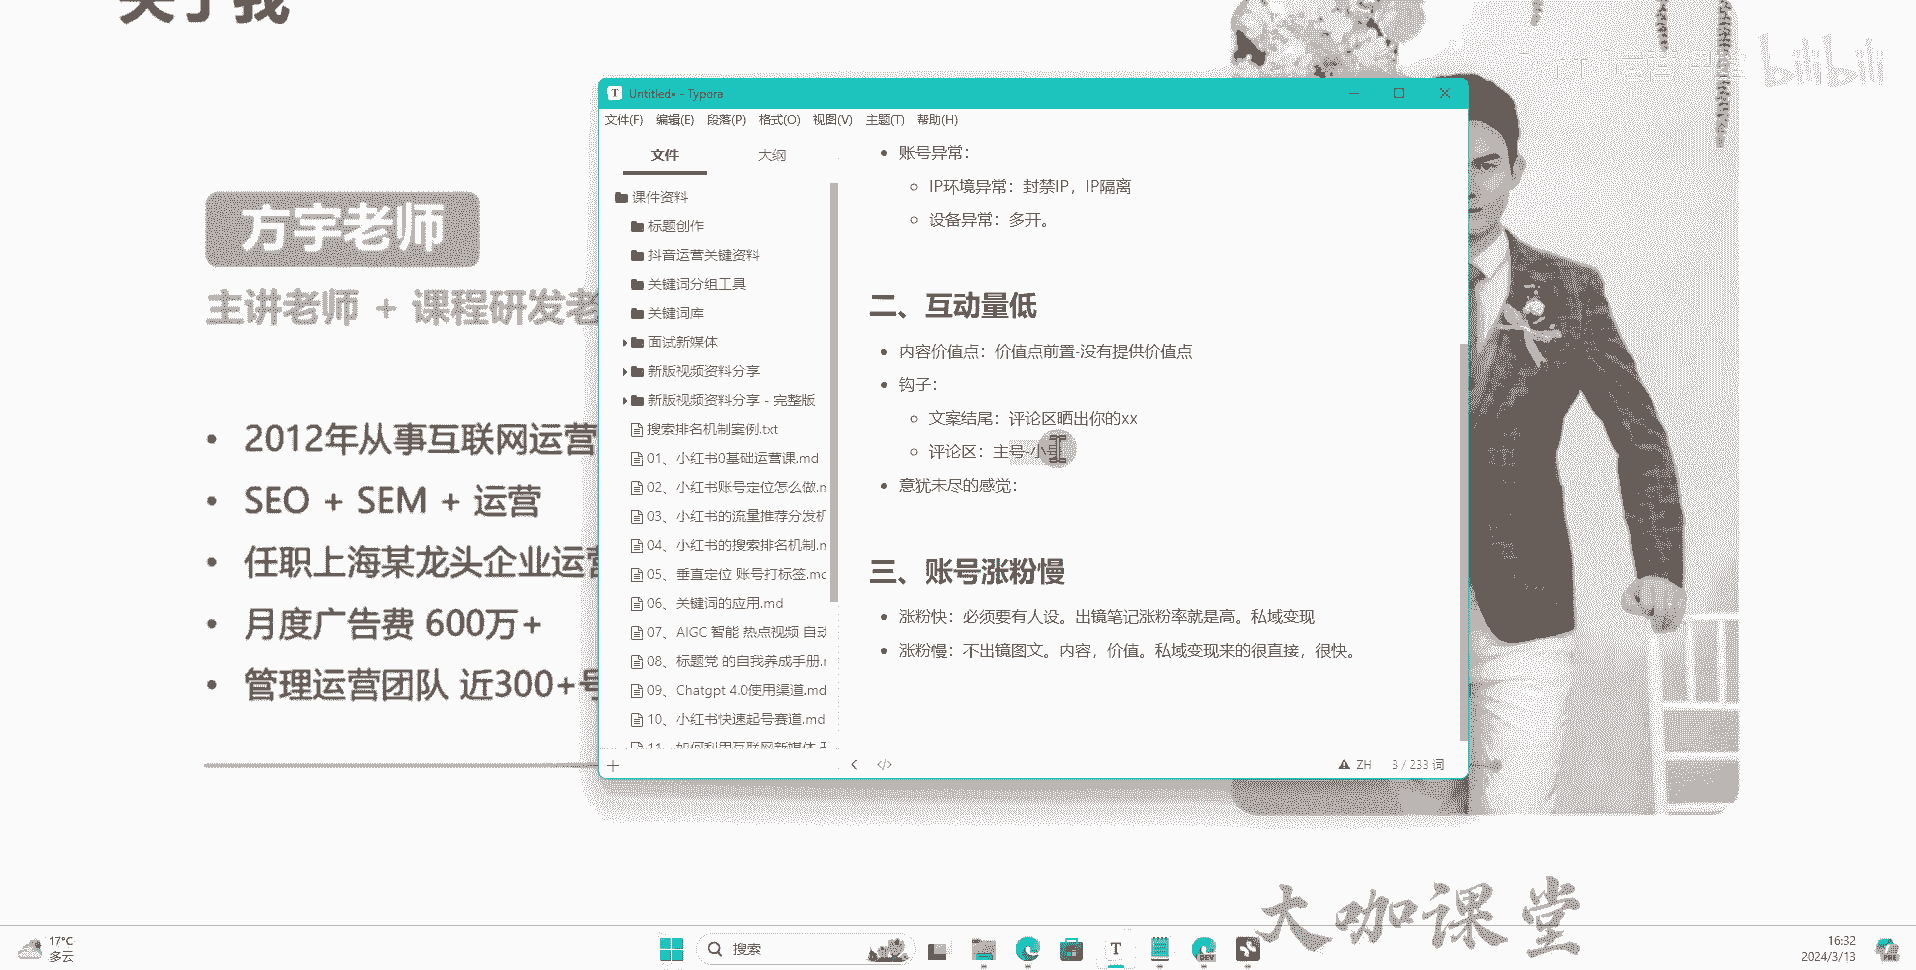 关于我
bilibili
方宇老师
主讲老师 + 课程研发老
2012年从事互联网运营
SEO + SEM + 运营
任职上海某龙头企业运营
月度广告费 600万+
管理运营团队 近300+号
Untitled• - Typora
文件(F) 编辑(E) 段落(P) 格式(O) 视图(V) 主题(T) 帮助(H)
文件 大纲
课件资料
标题创作
抖音运营关键资料
关键词分组工具
关键词库
面试新媒体
新版视频资料分享
新版视频资料分享 - 完整版
搜索排名机制案例.txt
01、小红书0基础运营课.md
02、小红书账号定位怎么做.m
03、小红书的流量推荐分发机
04、小红书的搜索排名机制.m
05、垂直定位 账号打标签.md
06、关键词的应用.md
07、AIGC 智能 热点视频 自动
08、标题党 的自我养成手册.m
09、Chatgpt 4.0使用渠道.md
10、小红书快速起号赛道.md
11、如何利用互联网新媒体
账号异常：
IP环境异常：封禁IP，IP隔离
设备异常：多开。
二、互动量低
内容价值点：价值点前置-没有提供价值点
钩子：
文案结尾：评论区晒出你的xx
评论区：主号-小号
意犹未尽的感觉：
三、账号涨粉慢
涨粉快：必须要有人设。出镜笔记涨粉率就是高。私域变现
涨粉慢：不出镜图文。内容，价值。私域变现来的很直接，很快。
ZH 3 / 233 词
大咖课堂
17°C
多云
搜索
T
DEV
16:32
2024/3/13
PRE